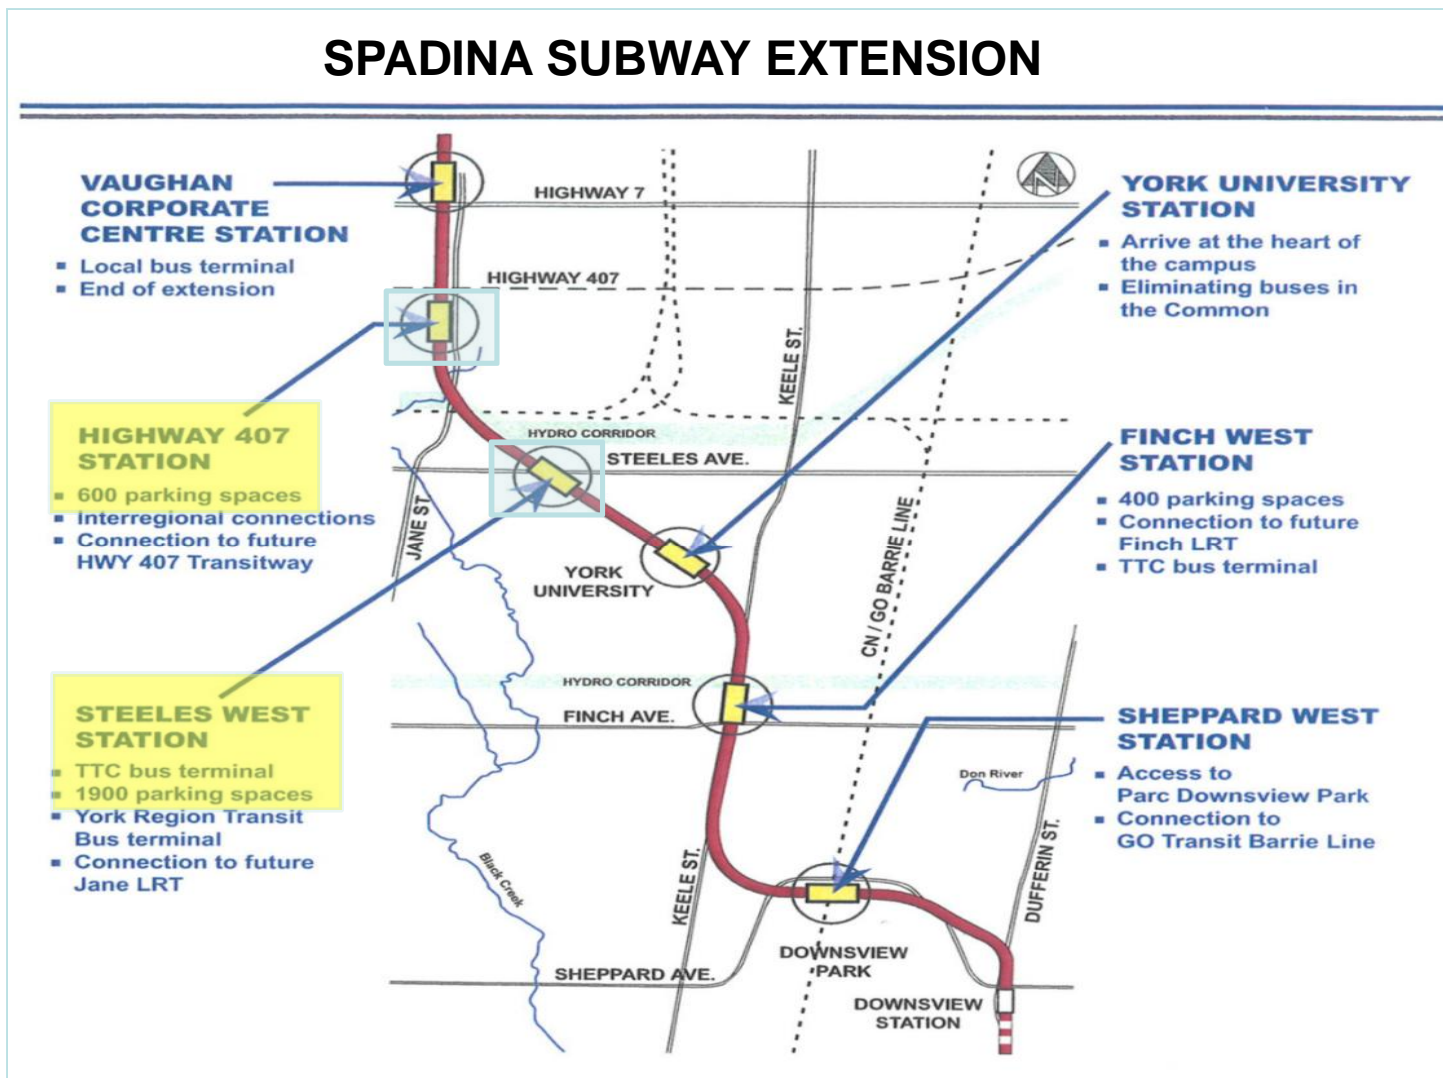 SPADINA SUBWAY EXTENSION
VAUGHAN
CORPORATE
CENTRE STATION
▪ Local bus terminal
▪ End of extension
HIGHWAY 407
STATION
▪ 600 parking spaces
▪ Interregional connections
▪ Connection to future
HWY 407 Transitway
STEELES WEST
STATION
▪ TTC bus terminal
▪ 1900 parking spaces
▪ York Region Transit
Bus terminal
▪ Connection to future
Jane LRT
HIGHWAY 7
HIGHWAY 407
KEELE ST.
HYDRO CORRIDOR
STEELES AVE.
JANE ST
YORK
UNIVERSITY
CN / GO BARRIE LINE
HYDRO CORRIDOR
FINCH AVE.
Don River
Black Creek
KEELE ST.
DUFFERIN ST.
DOWNSVIEW
PARK
SHEPPARD AVE.
DOWNSVIEW
STATION
N
YORK UNIVERSITY
STATION
▪ Arrive at the heart of
the campus
▪ Eliminating buses in
the Common
FINCH WEST
STATION
▪ 400 parking spaces
▪ Connection to future
Finch LRT
▪ TTC bus terminal
SHEPPARD WEST
STATION
▪ Access to
Parc Downsview Park
▪ Connection to
GO Transit Barrie Line